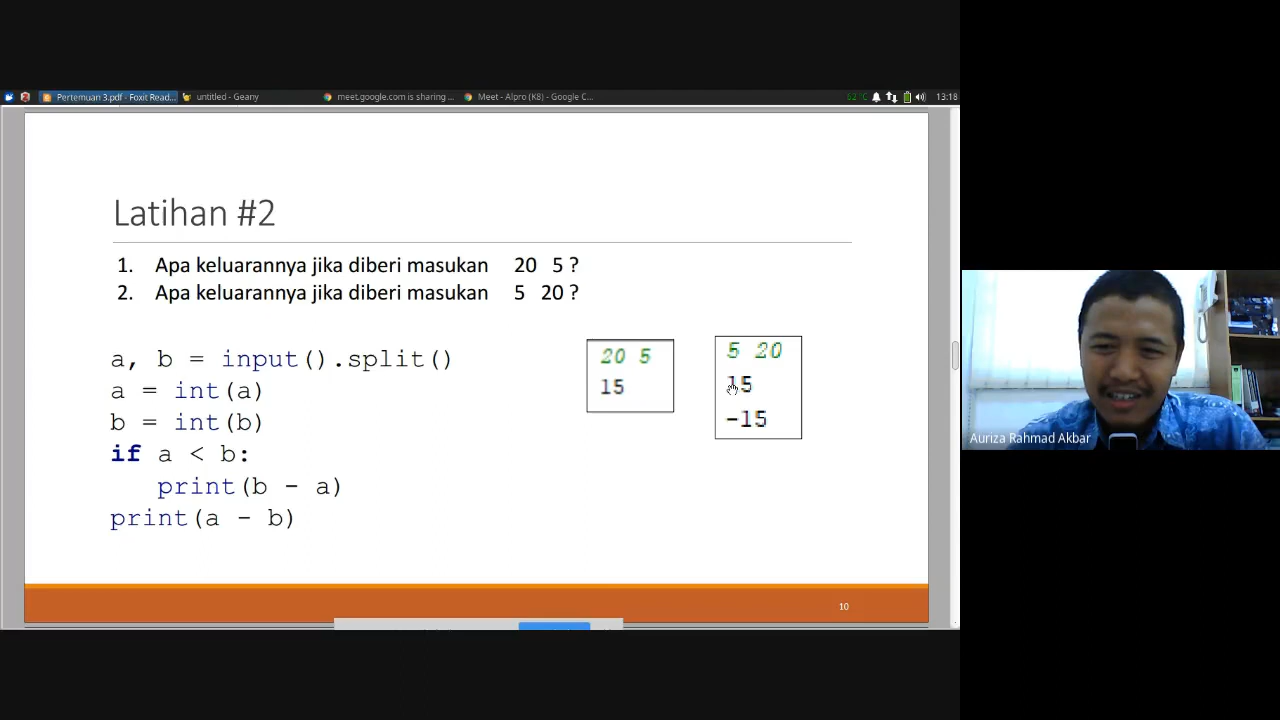 Pertemuan 3.pdf - Foxit Read... untitled - Geany meet.google.com is sharing ... Meet - Alpro (K8) - Google C... 62°C 13:18
Latihan #2
1. Apa keluarannya jika diberi masukan 20 5 ?
2. Apa keluarannya jika diberi masukan 5 20 ?
a, b = input().split()
a = int(a)
b = int(b)
if a < b:
print(b - a)
print(a - b)
20 5
15
5 20
15
-15
10
Auriza Rahmad Akbar